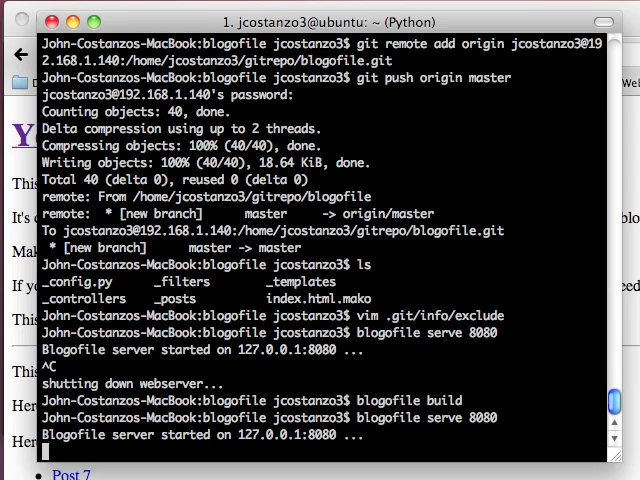 1. jcostanzo3@ubuntu: ~ (Python)
John-Costanzos-MacBook:blogofile jcostanzo3$ git remote add origin jcostanzo3@19
2.168.1.140:/home/jcostanzo3/gitrepo/blogofile.git
John-Costanzos-MacBook:blogofile jcostanzo3$ git push origin master
jcostanzo3@192.168.1.140's password:
Counting objects: 40, done.
Delta compression using up to 2 threads.
Compressing objects: 100% (40/40), done.
Writing objects: 100% (40/40), 18.64 KiB, done.
Total 40 (delta 0), reused 0 (delta 0)
remote: From /home/jcostanzo3/gitrepo/blogofile
remote:  * [new branch]      master     -> origin/master
To jcostanzo3@192.168.1.140:/home/jcostanzo3/gitrepo/blogofile.git
 * [new branch]      master -> master
John-Costanzos-MacBook:blogofile jcostanzo3$ ls
_config.py      _filters        _templates
_controllers    _posts          index.html.mako
John-Costanzos-MacBook:blogofile jcostanzo3$ vim .git/info/exclude
John-Costanzos-MacBook:blogofile jcostanzo3$ blogofile serve 8080
Blogofile server started on 127.0.0.1:8080 ...
^C
shutting down webserver...
John-Costanzos-MacBook:blogofile jcostanzo3$ blogofile build
John-Costanzos-MacBook:blogofile jcostanzo3$ blogofile serve 8080
Blogofile server started on 127.0.0.1:8080 ...
This
It's
If
This
This
Post 7